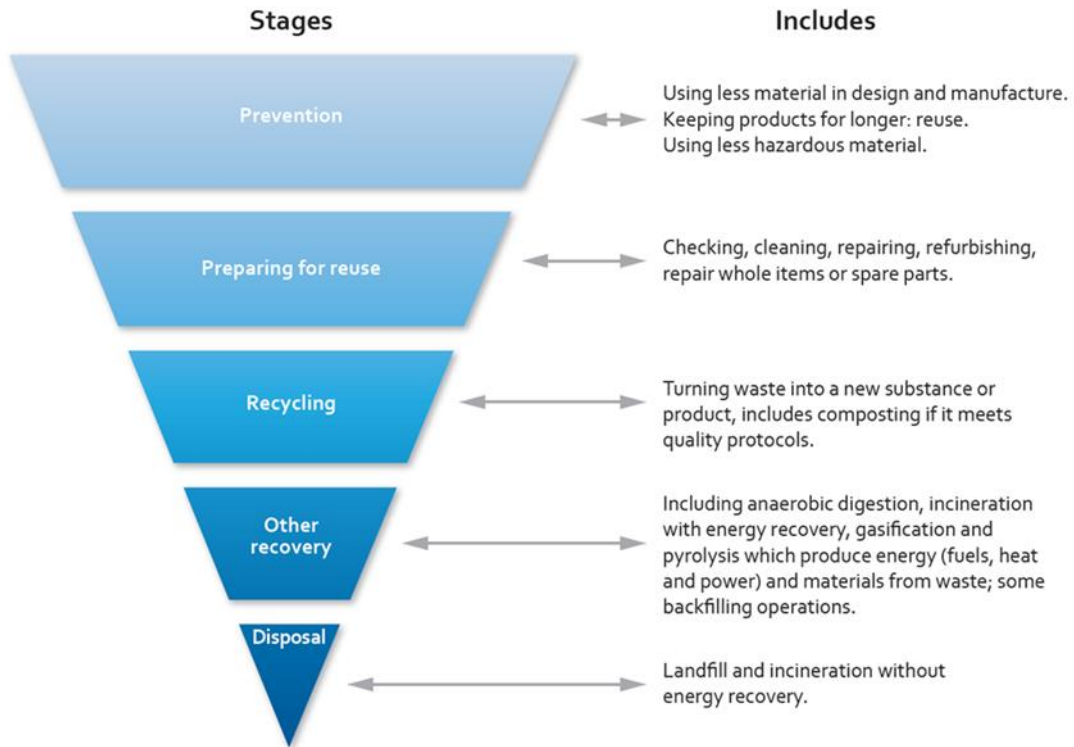 Stages
Includes
Prevention
Using less material in design and manufacture.
Keeping products for longer: reuse.
Using less hazardous material.
Preparing for reuse
Checking, cleaning, repairing, refurbishing,
repair whole items or spare parts.
Recycling
Turning waste into a new substance or
product, includes composting if it meets
quality protocols.
Other
recovery
Including anaerobic digestion, incineration
with energy recovery, gasification and
pyrolysis which produce energy (fuels, heat
and power) and materials from waste; some
backfilling operations.
Disposal
Landfill and incineration without
energy recovery.